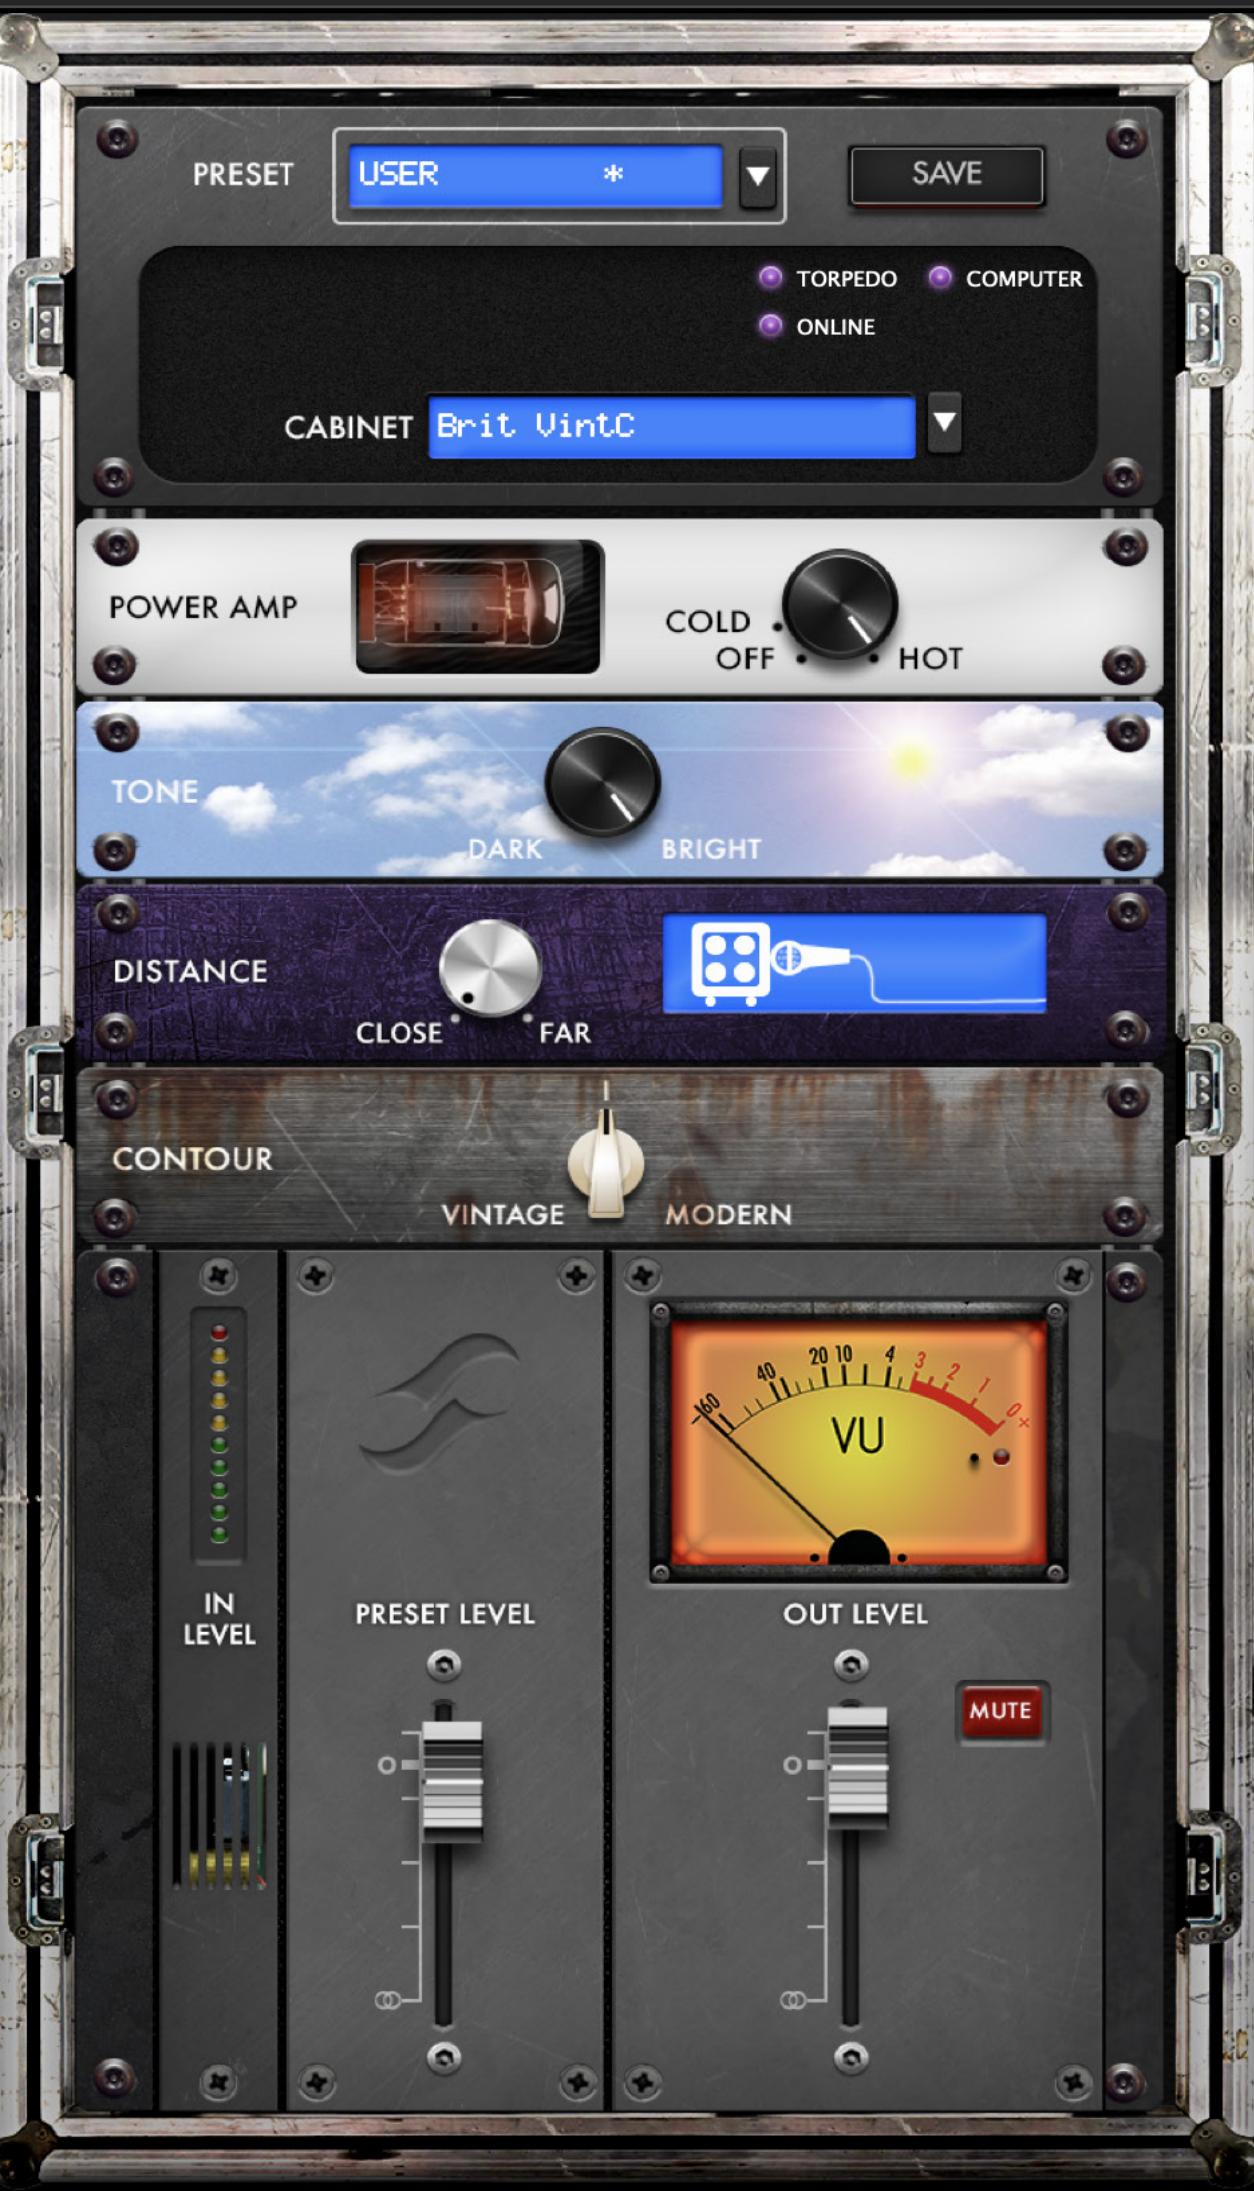 PRESET
USER *
SAVE
TORPEDO
COMPUTER
ONLINE
CABINET
Brit VintC
POWER AMP
COLD
OFF
HOT
TONE
DARK
BRIGHT
DISTANCE
CLOSE
FAR
CONTOUR
VINTAGE
MODERN
-60 40 20 10 4 3 2 1 0
VU
IN
LEVEL
PRESET LEVEL
OUT LEVEL
MUTE